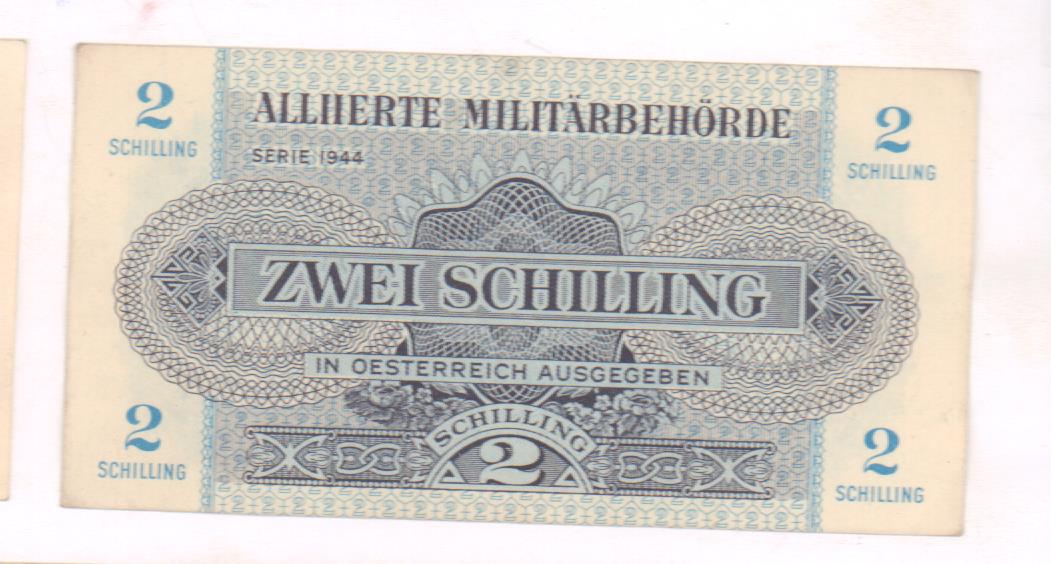 2
SCHILLING
ALLIIERTE MILITÄRBEHÖRDE
2
SCHILLING
SERIE 1944
ZWEI SCHILLING
IN OESTERREICH AUSGEGEBEN
2
SCHILLING
SCHILLING
2
2
SCHILLING